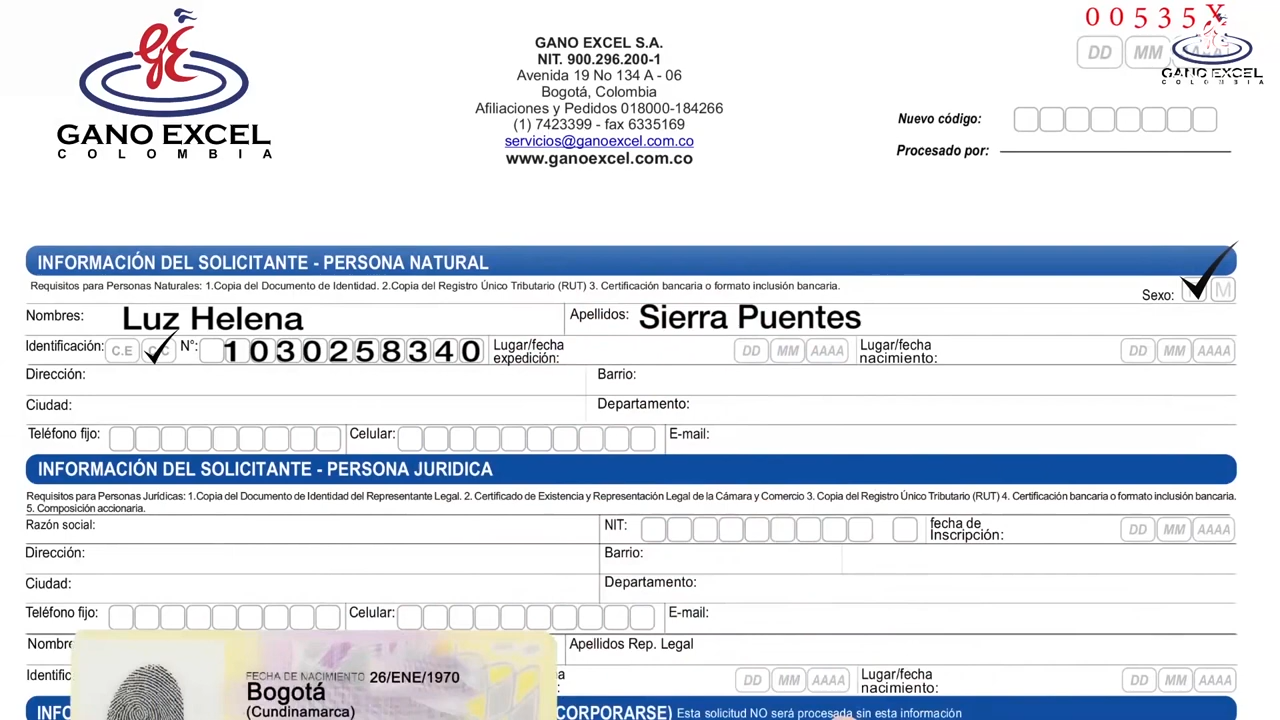 GANO EXCEL
COLOMBIA
GANO EXCEL S.A.
NIT. 900.296.200-1
Avenida 19 No 134 A - 06
Bogotá, Colombia
Afiliaciones y Pedidos 018000-184266
(1) 7423399 - fax 6335169
servicios@ganoexcel.com.co
www.ganoexcel.com.co
00535X
DD MM AAAA
GANO EXCEL
COLOMBIA
Nuevo código:
Procesado por:
INFORMACIÓN DEL SOLICITANTE - PERSONA NATURAL
Requisitos para Personas Naturales: 1.Copia del Documento de Identidad. 2.Copia del Registro Único Tributario (RUT) 3. Certificación bancaria o formato inclusión bancaria.
Sexo: M
Nombres: Luz Helena Apellidos: Sierra Puentes
Identificación: C.E C.C N°: 1030258340 Lugar/fecha expedición: DD MM AAAA Lugar/fecha nacimiento: DD MM AAAA
Dirección: Barrio:
Ciudad: Departamento:
Teléfono fijo: Celular: E-mail:
INFORMACIÓN DEL SOLICITANTE - PERSONA JURIDICA
Requisitos para Personas Jurídicas: 1.Copia del Documento de Identidad del Representante Legal. 2. Certificado de Existencia y Representación Legal de la Cámara y Comercio 3. Copia del Registro Único Tributario (RUT) 4. Certificación bancaria o formato inclusión bancaria.
5. Composición accionaria.
Razón social: NIT: fecha de Inscripción: DD MM AAAA
Dirección: Barrio:
Ciudad: Departamento:
Teléfono fijo: Celular: E-mail:
Nombre Apellidos Rep. Legal
Identific DD MM AAAA Lugar/fecha nacimiento: DD MM AAAA
FECHA DE NACIMIENTO 26/ENE/1970
Bogotá
(Cundinamarca)
INFO CORPORARSE) Esta solicitud NO será procesada sin esta información